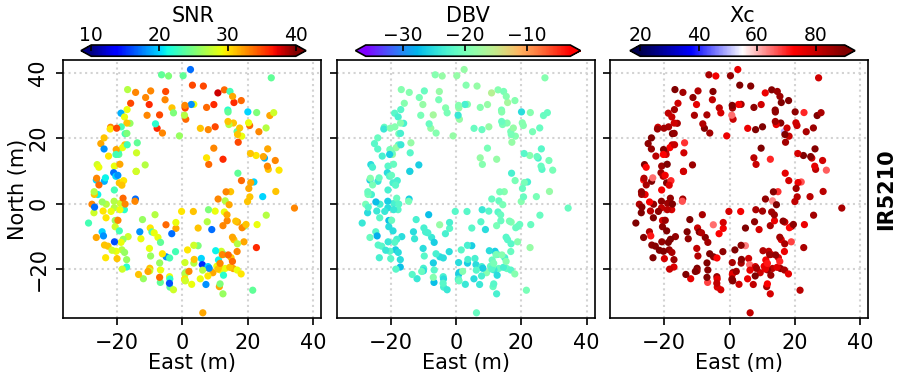 SNR DBV Xc
10 20 30 40 −30 −20 −10 20 40 60 80
40
20
0
−20
North (m)
−20 0 20 40 −20 0 20 40 −20 0 20 40
East (m) East (m) East (m)
IR5210